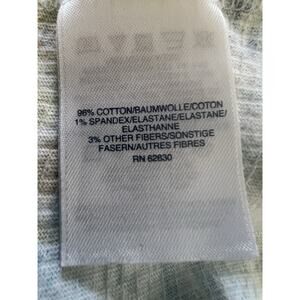 96% COTTON/BAUMWOLLE/COTON
1% SPANDEX/ELASTANE/ELASTANE/
ELASTHANNE
3% OTHER FIBERS/SONSTIGE
FASERN/AUTRES FIBRES
RN 62830